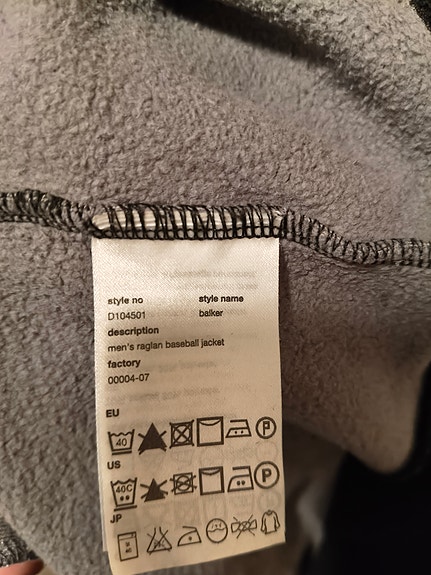 style no style name
D104501 balker
description
men's raglan baseball jacket
factory
00004-07
EU
40
P
US
40C
P
JP